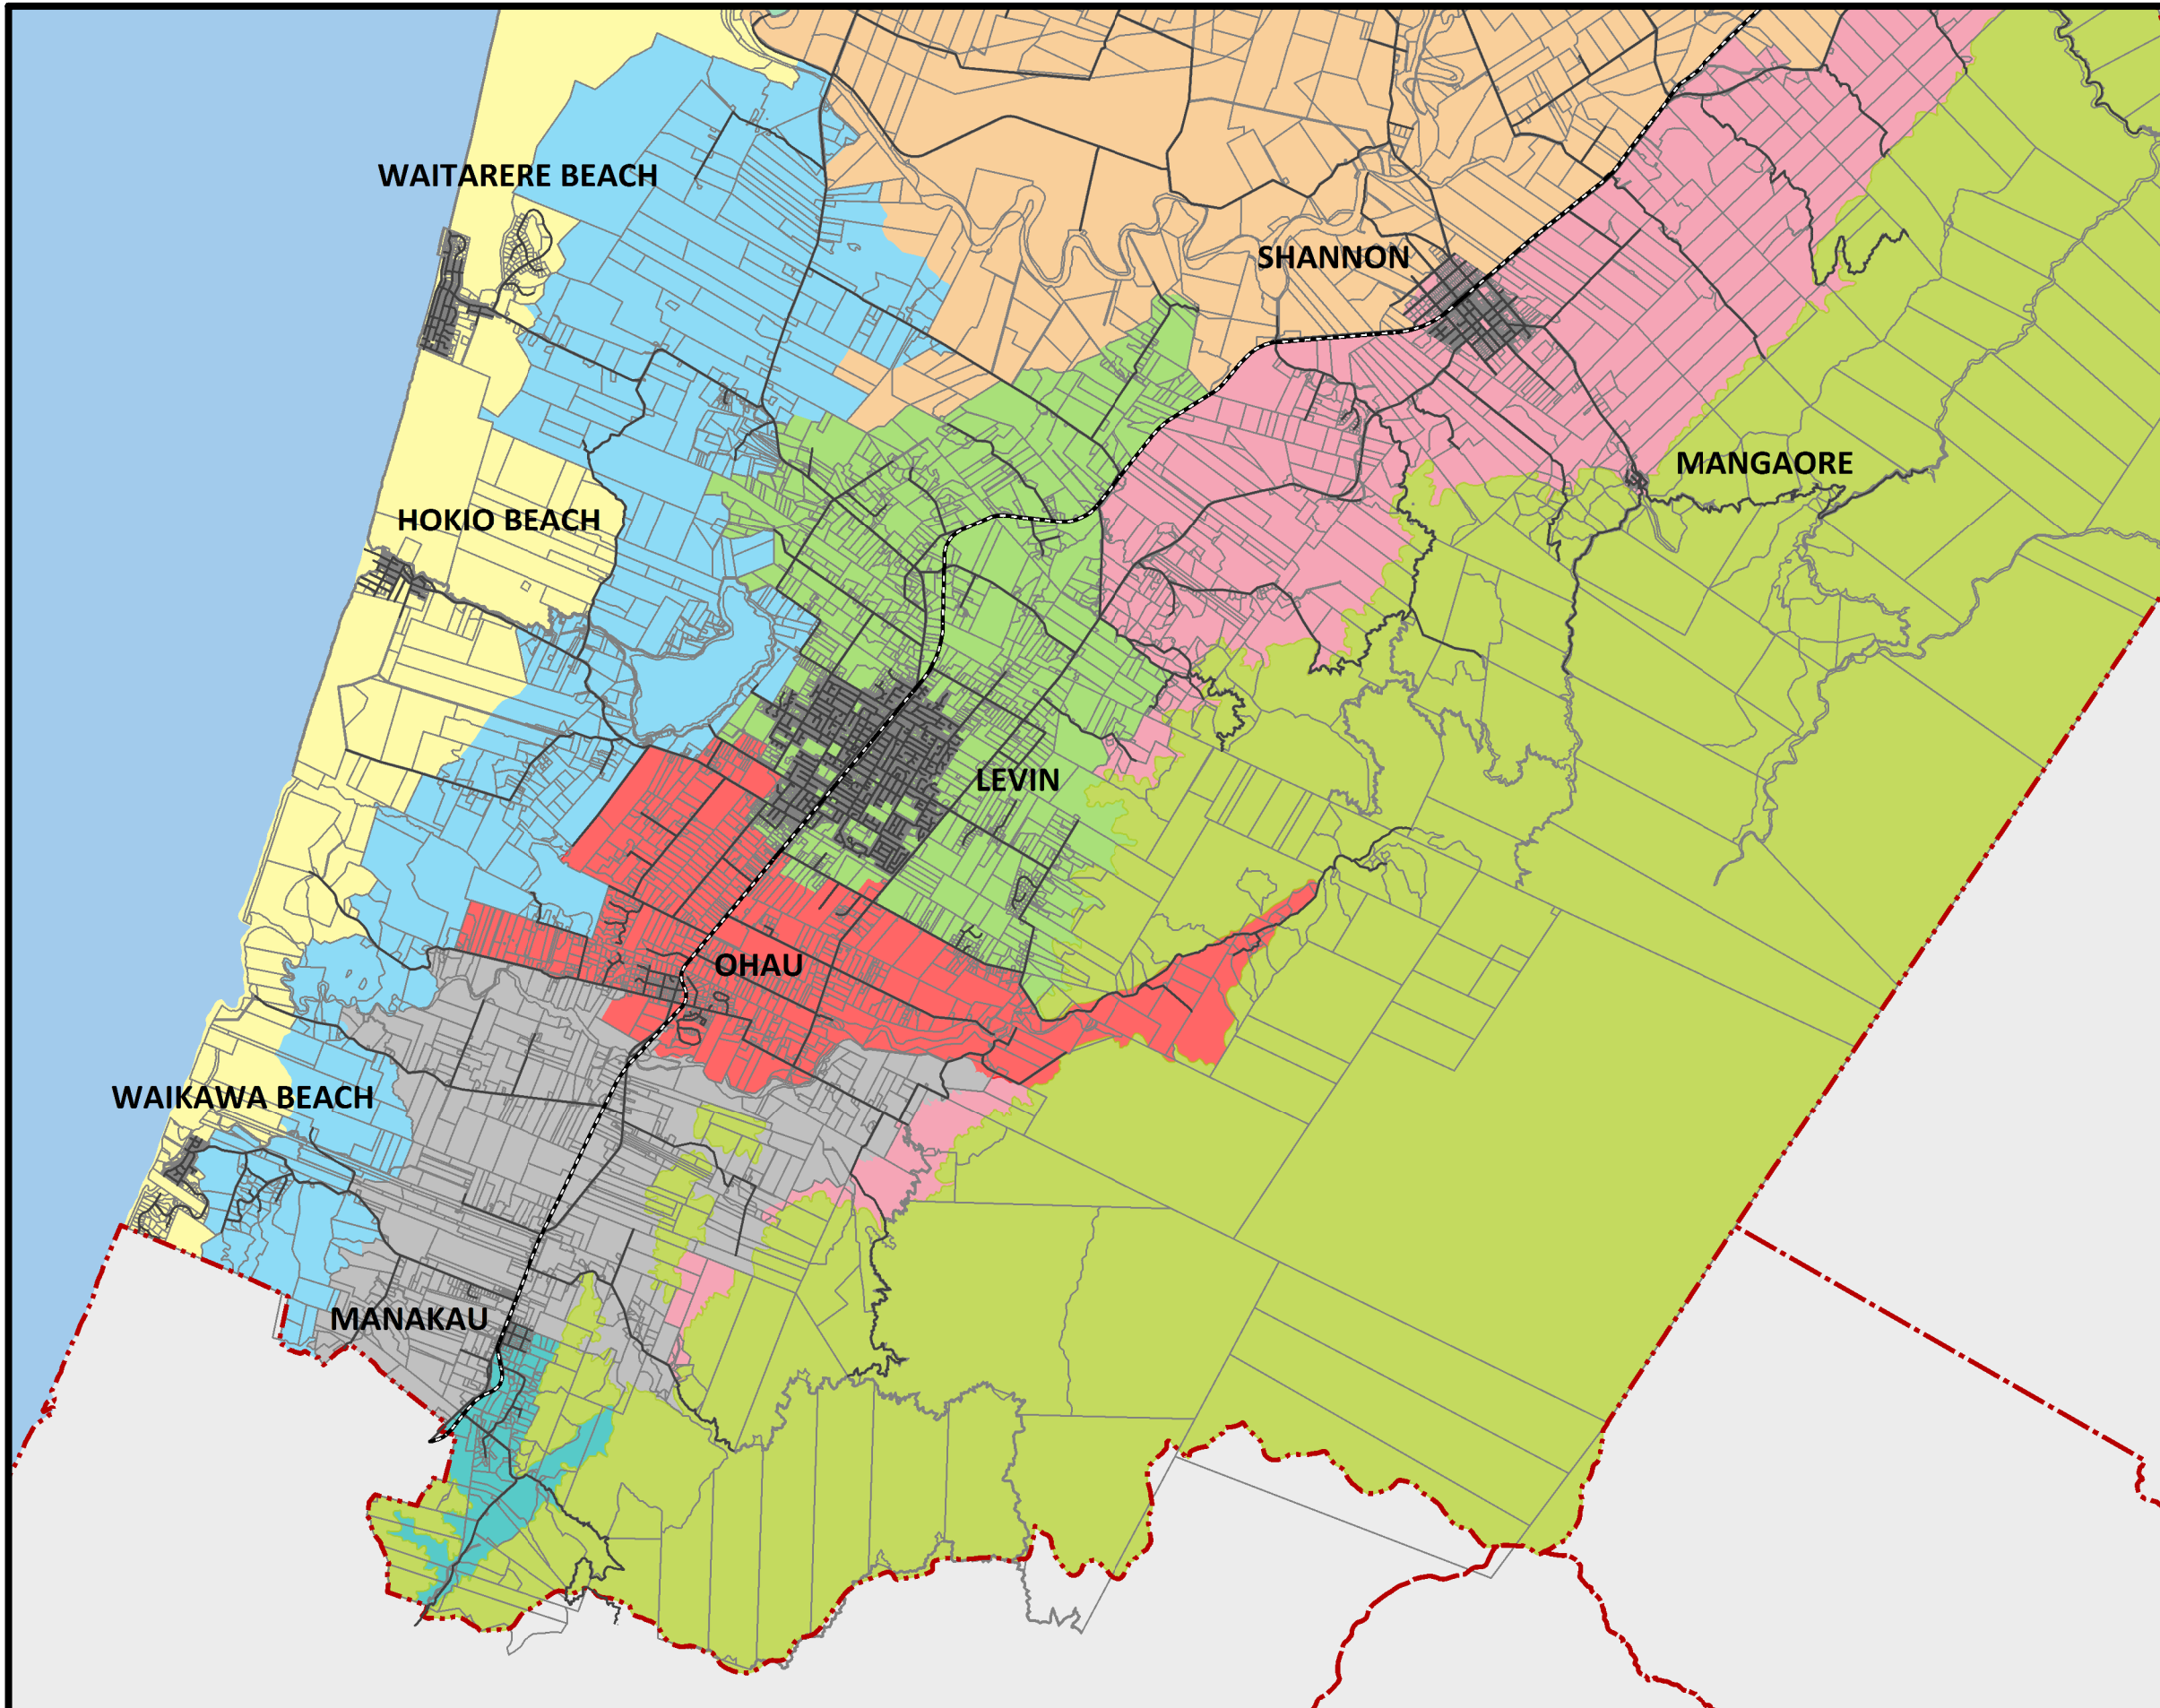 WAITARERE BEACH
SHANNON
MANGAORE
HOKIO BEACH
LEVIN
OHAU
WAIKAWA BEACH
MANAKAU